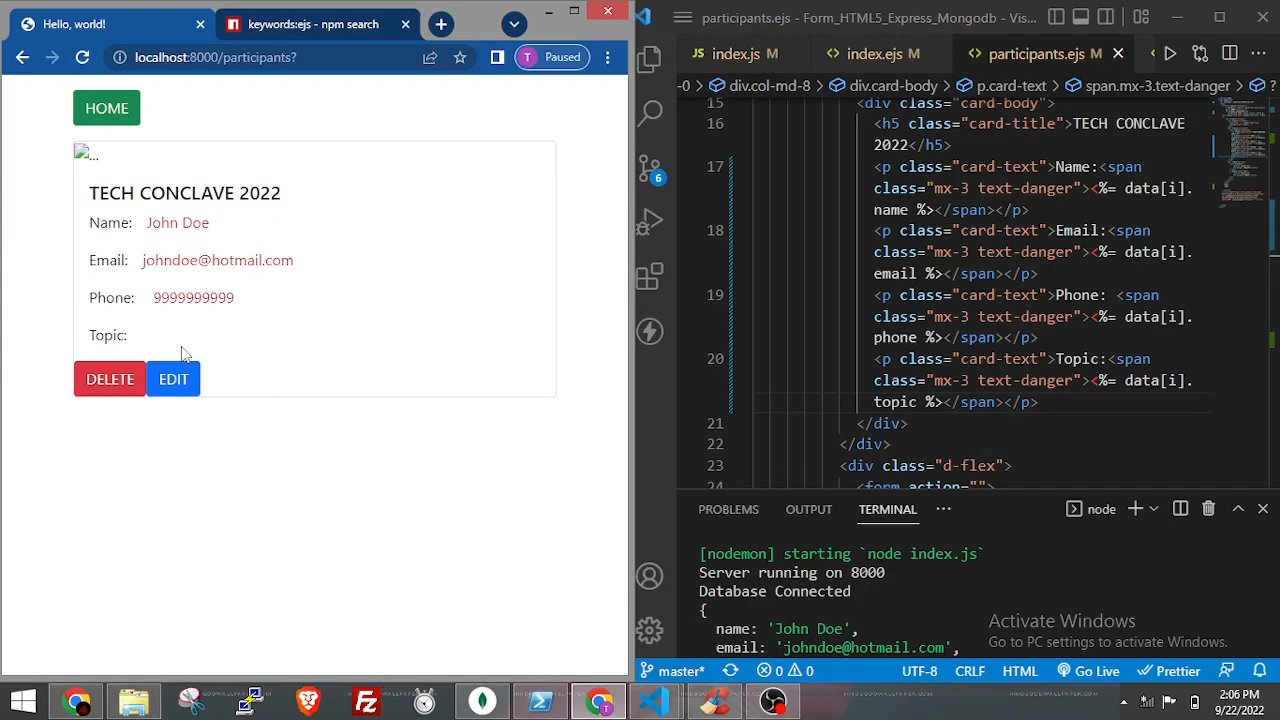 Hello, world!
keywords:ejs - npm search
localhost:8000/participants?
T Paused
HOME
...
TECH CONCLAVE 2022
Name: John Doe
Email: johndoe@hotmail.com
Phone: 9999999999
Topic:
DELETE EDIT
participants.ejs - Form_HTML5_Express_Mongodb - Vis...
JS index.js M
index.ejs M
participants.ejs M
-0 > div.col-md-8 > div.card-body > p.card-text > span.mx-3.text-danger > ?
15 <div class="card-body">
16 <h5 class="card-title">TECH CONCLAVE
2022</h5>
17 <p class="card-text">Name:<span
class="mx-3 text-danger"><%= data[i].
name %></span></p>
18 <p class="card-text">Email:<span
class="mx-3 text-danger"><%= data[i].
email %></span></p>
19 <p class="card-text">Phone: <span
class="mx-3 text-danger"><%= data[i].
phone %></span></p>
20 <p class="card-text">Topic:<span
class="mx-3 text-danger"><%= data[i].
topic %></span></p>
21 </div>
22 </div>
23 <div class="d-flex">
24 <form action="">
6
PROBLEMS OUTPUT TERMINAL ... node
[nodemon] starting `node index.js`
Server running on 8000
Database Connected
{
name: 'John Doe',
email: 'johndoe@hotmail.com',
Activate Windows
Go to PC settings to activate Windows.
master* 0 0 UTF-8 CRLF HTML Go Live Prettier
2:06 PM
9/22/2022